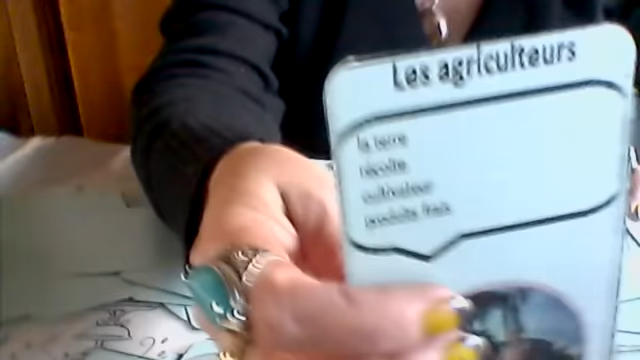 Les agriculteurs
la terre
récolte
cultivateur
produits frais